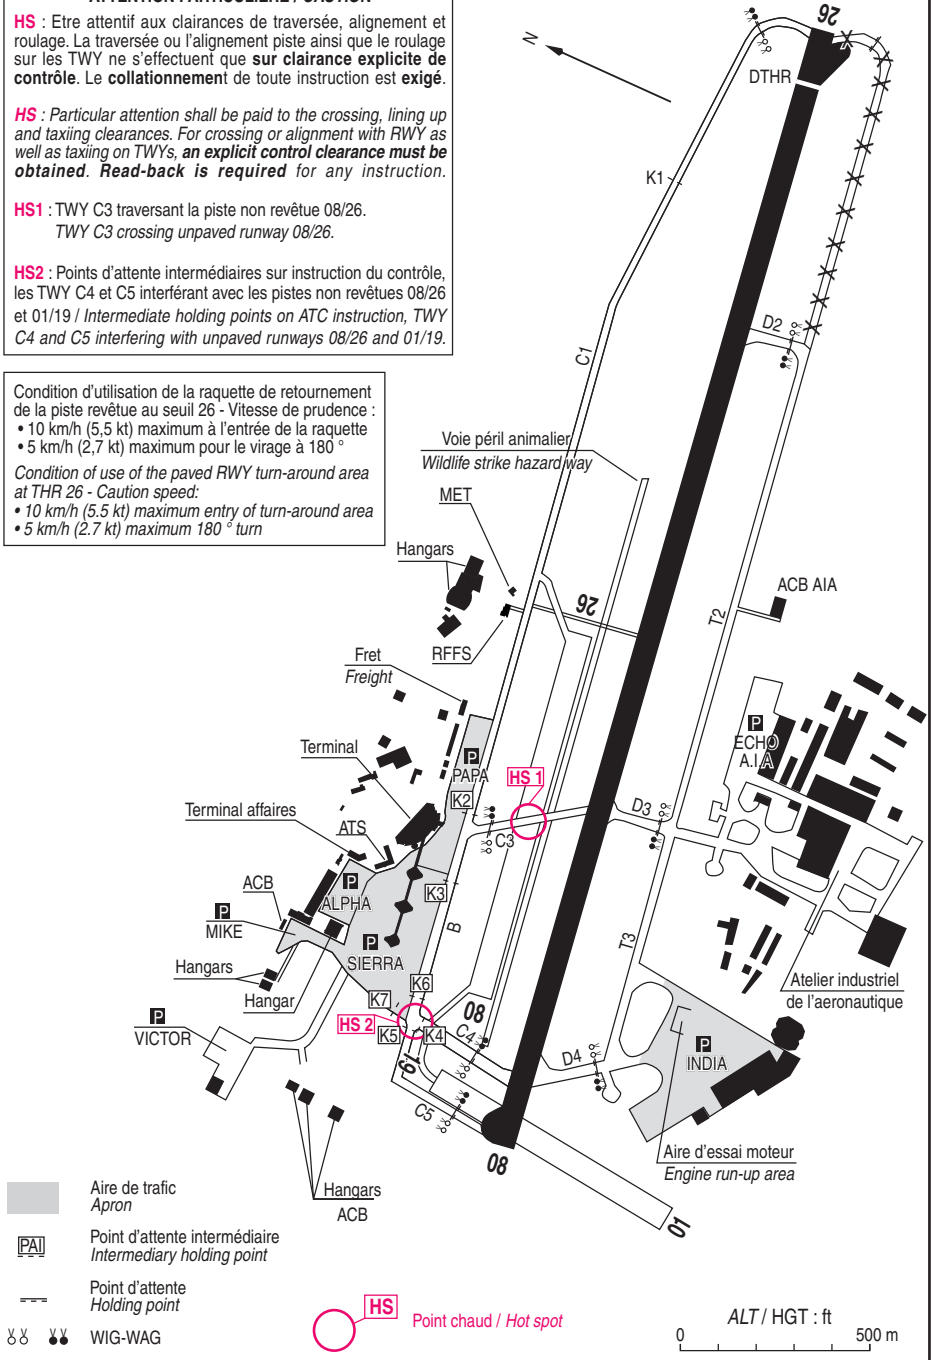 HS : Etre attentif aux clairances de traversée, alignement et
roulage. La traversée ou l'alignement piste ainsi que le roulage
sur les TWY ne s'effectuent que sur clairance explicite de
contrôle. Le collationnement de toute instruction est exigé.
HS : Particular attention shall be paid to the crossing, lining up
and taxiing clearances. For crossing or alignment with RWY as
well as taxiing on TWYs, an explicit control clearance must be
obtained. Read-back is required for any instruction.
HS1 : TWY C3 traversant la piste non revêtue 08/26.
TWY C3 crossing unpaved runway 08/26.
HS2 : Points d'attente intermédiaires sur instruction du contrôle,
les TWY C4 et C5 interférant avec les pistes non revêtues 08/26
et 01/19 / Intermediate holding points on ATC instruction, TWY
C4 and C5 interfering with unpaved runways 08/26 and 01/19.
Condition d'utilisation de la raquette de retournement
de la piste revêtue au seuil 26 - Vitesse de prudence :
• 10 km/h (5,5 kt) maximum à l'entrée de la raquette
• 5 km/h (2,7 kt) maximum pour le virage à 180 °
Condition of use of the paved RWY turn-around area
at THR 26 - Caution speed:
• 10 km/h (5.5 kt) maximum entry of turn-around area
• 5 km/h (2.7 kt) maximum 180 ° turn
N
26
DTHR
K1
D2
C1
Voie péril animalier
Wildlife strike hazard way
MET
Hangars
26
ACB AIA
T2
RFFS
Fret
Freight
P
ECHO
A.I.A
Terminal
P
PAPA
HS 1
K2
D3
Terminal affaires
ATS
C3
P
ALPHA
K3
ACB
P
MIKE
B
T3
P
SIERRA
Hangars
Hangar
K6
K7
Atelier industriel
de l'aeronautique
P
VICTOR
HS 2
K5
K4
08
C4
19
D4
P
INDIA
C5
08
Aire d'essai moteur
Engine run-up area
Hangars
ACB
01
Aire de trafic
Apron
PAI
Point d'attente intermédiaire
Intermediary holding point
Point d'attente
Holding point
WIG-WAG
HS
Point chaud / Hot spot
ALT / HGT : ft
0 500 m